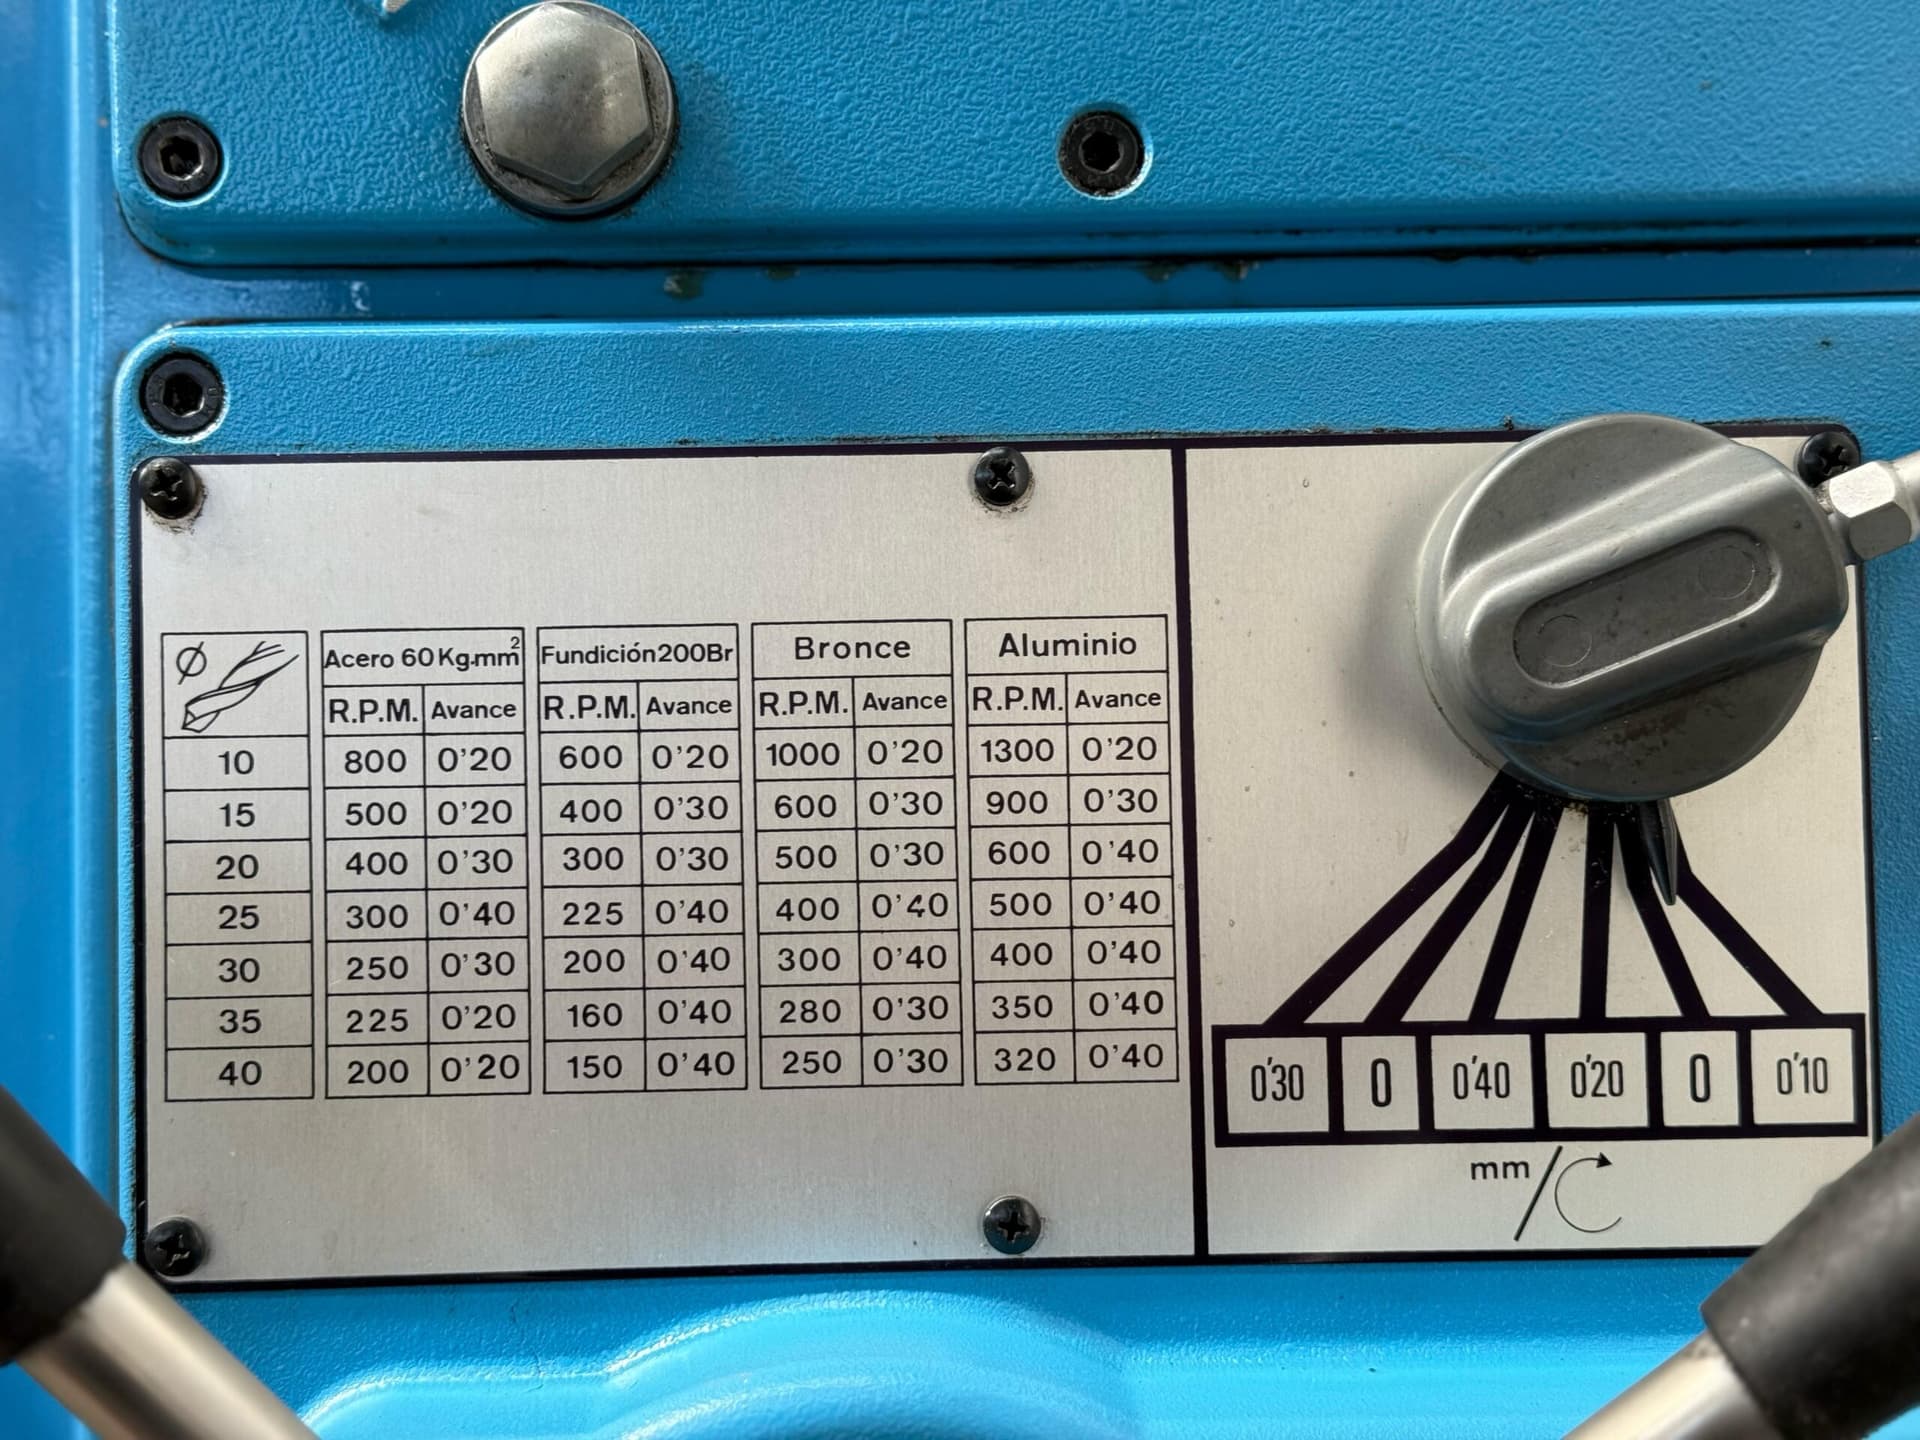 Ø Acero 60 Kg.mm² Fundición 200Br Bronce Aluminio
R.P.M. Avance R.P.M. Avance R.P.M. Avance R.P.M. Avance
10 800 0'20 600 0'20 1000 0'20 1300 0'20
15 500 0'20 400 0'30 600 0'30 900 0'30
20 400 0'30 300 0'30 500 0'30 600 0'40
25 300 0'40 225 0'40 400 0'40 500 0'40
30 250 0'30 200 0'40 300 0'40 400 0'40
35 225 0'20 160 0'40 280 0'30 350 0'40
40 200 0'20 150 0'40 250 0'30 320 0'40
0'30 0 0'40 0'20 0 0'10
mm/